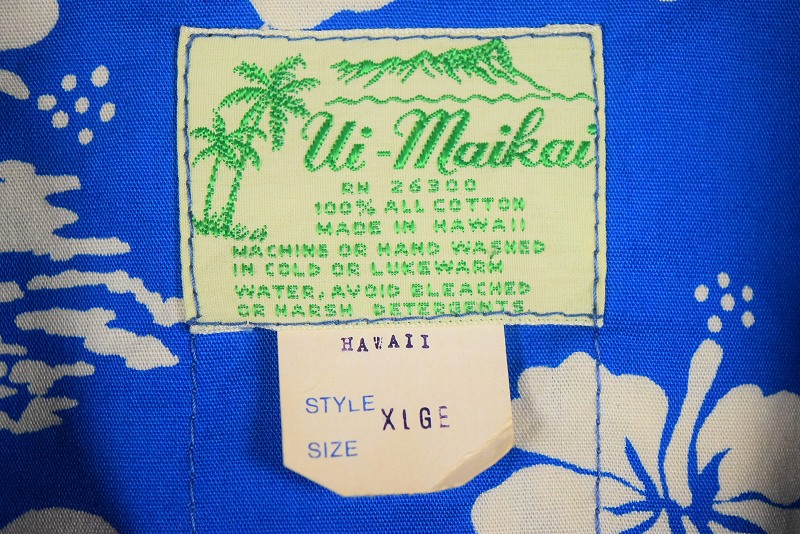 Ui-Maikai
RN 26300
100% ALL COTTON
MADE IN HAWAII
MACHINE OR HAND WASHED
IN COLD OR LUKEWARM
WATER, AVOID BLEACHED
OR HARSH DETERGENTS
HAWAII
STYLE
XLGE
SIZE